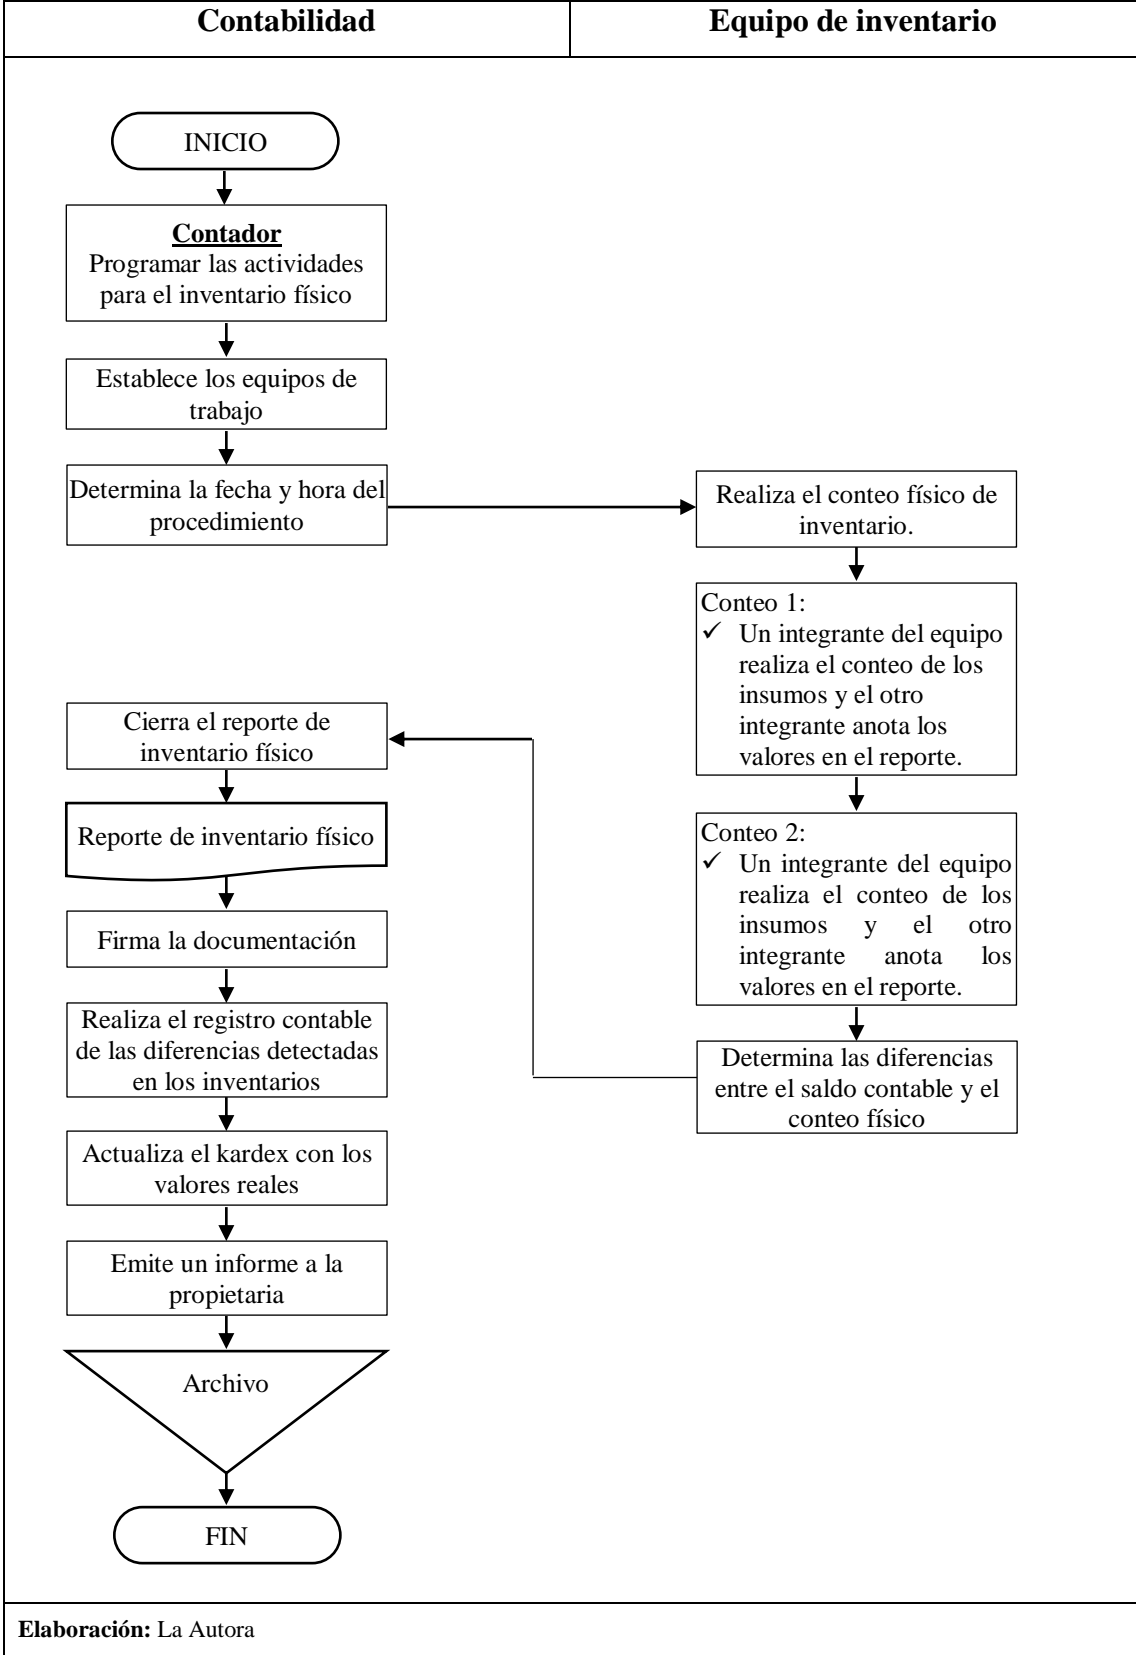 Contabilidad
Equipo de inventario
INICIO
Contador
Programar las actividades
para el inventario físico
Establece los equipos de
trabajo
Determina la fecha y hora del
procedimiento
Realiza el conteo físico de
inventario.
Conteo 1:
✓ Un integrante del equipo
realiza el conteo de los
insumos y el otro
integrante anota los
valores en el reporte.
Conteo 2:
✓ Un integrante del equipo
realiza el conteo de los
insumos y el otro
integrante anota los
valores en el reporte.
Determina las diferencias
entre el saldo contable y el
conteo físico
Cierra el reporte de
inventario físico
Reporte de inventario físico
Firma la documentación
Realiza el registro contable
de las diferencias detectadas
en los inventarios
Actualiza el kardex con los
valores reales
Emite un informe a la
propietaria
Archivo
FIN
Elaboración: La Autora